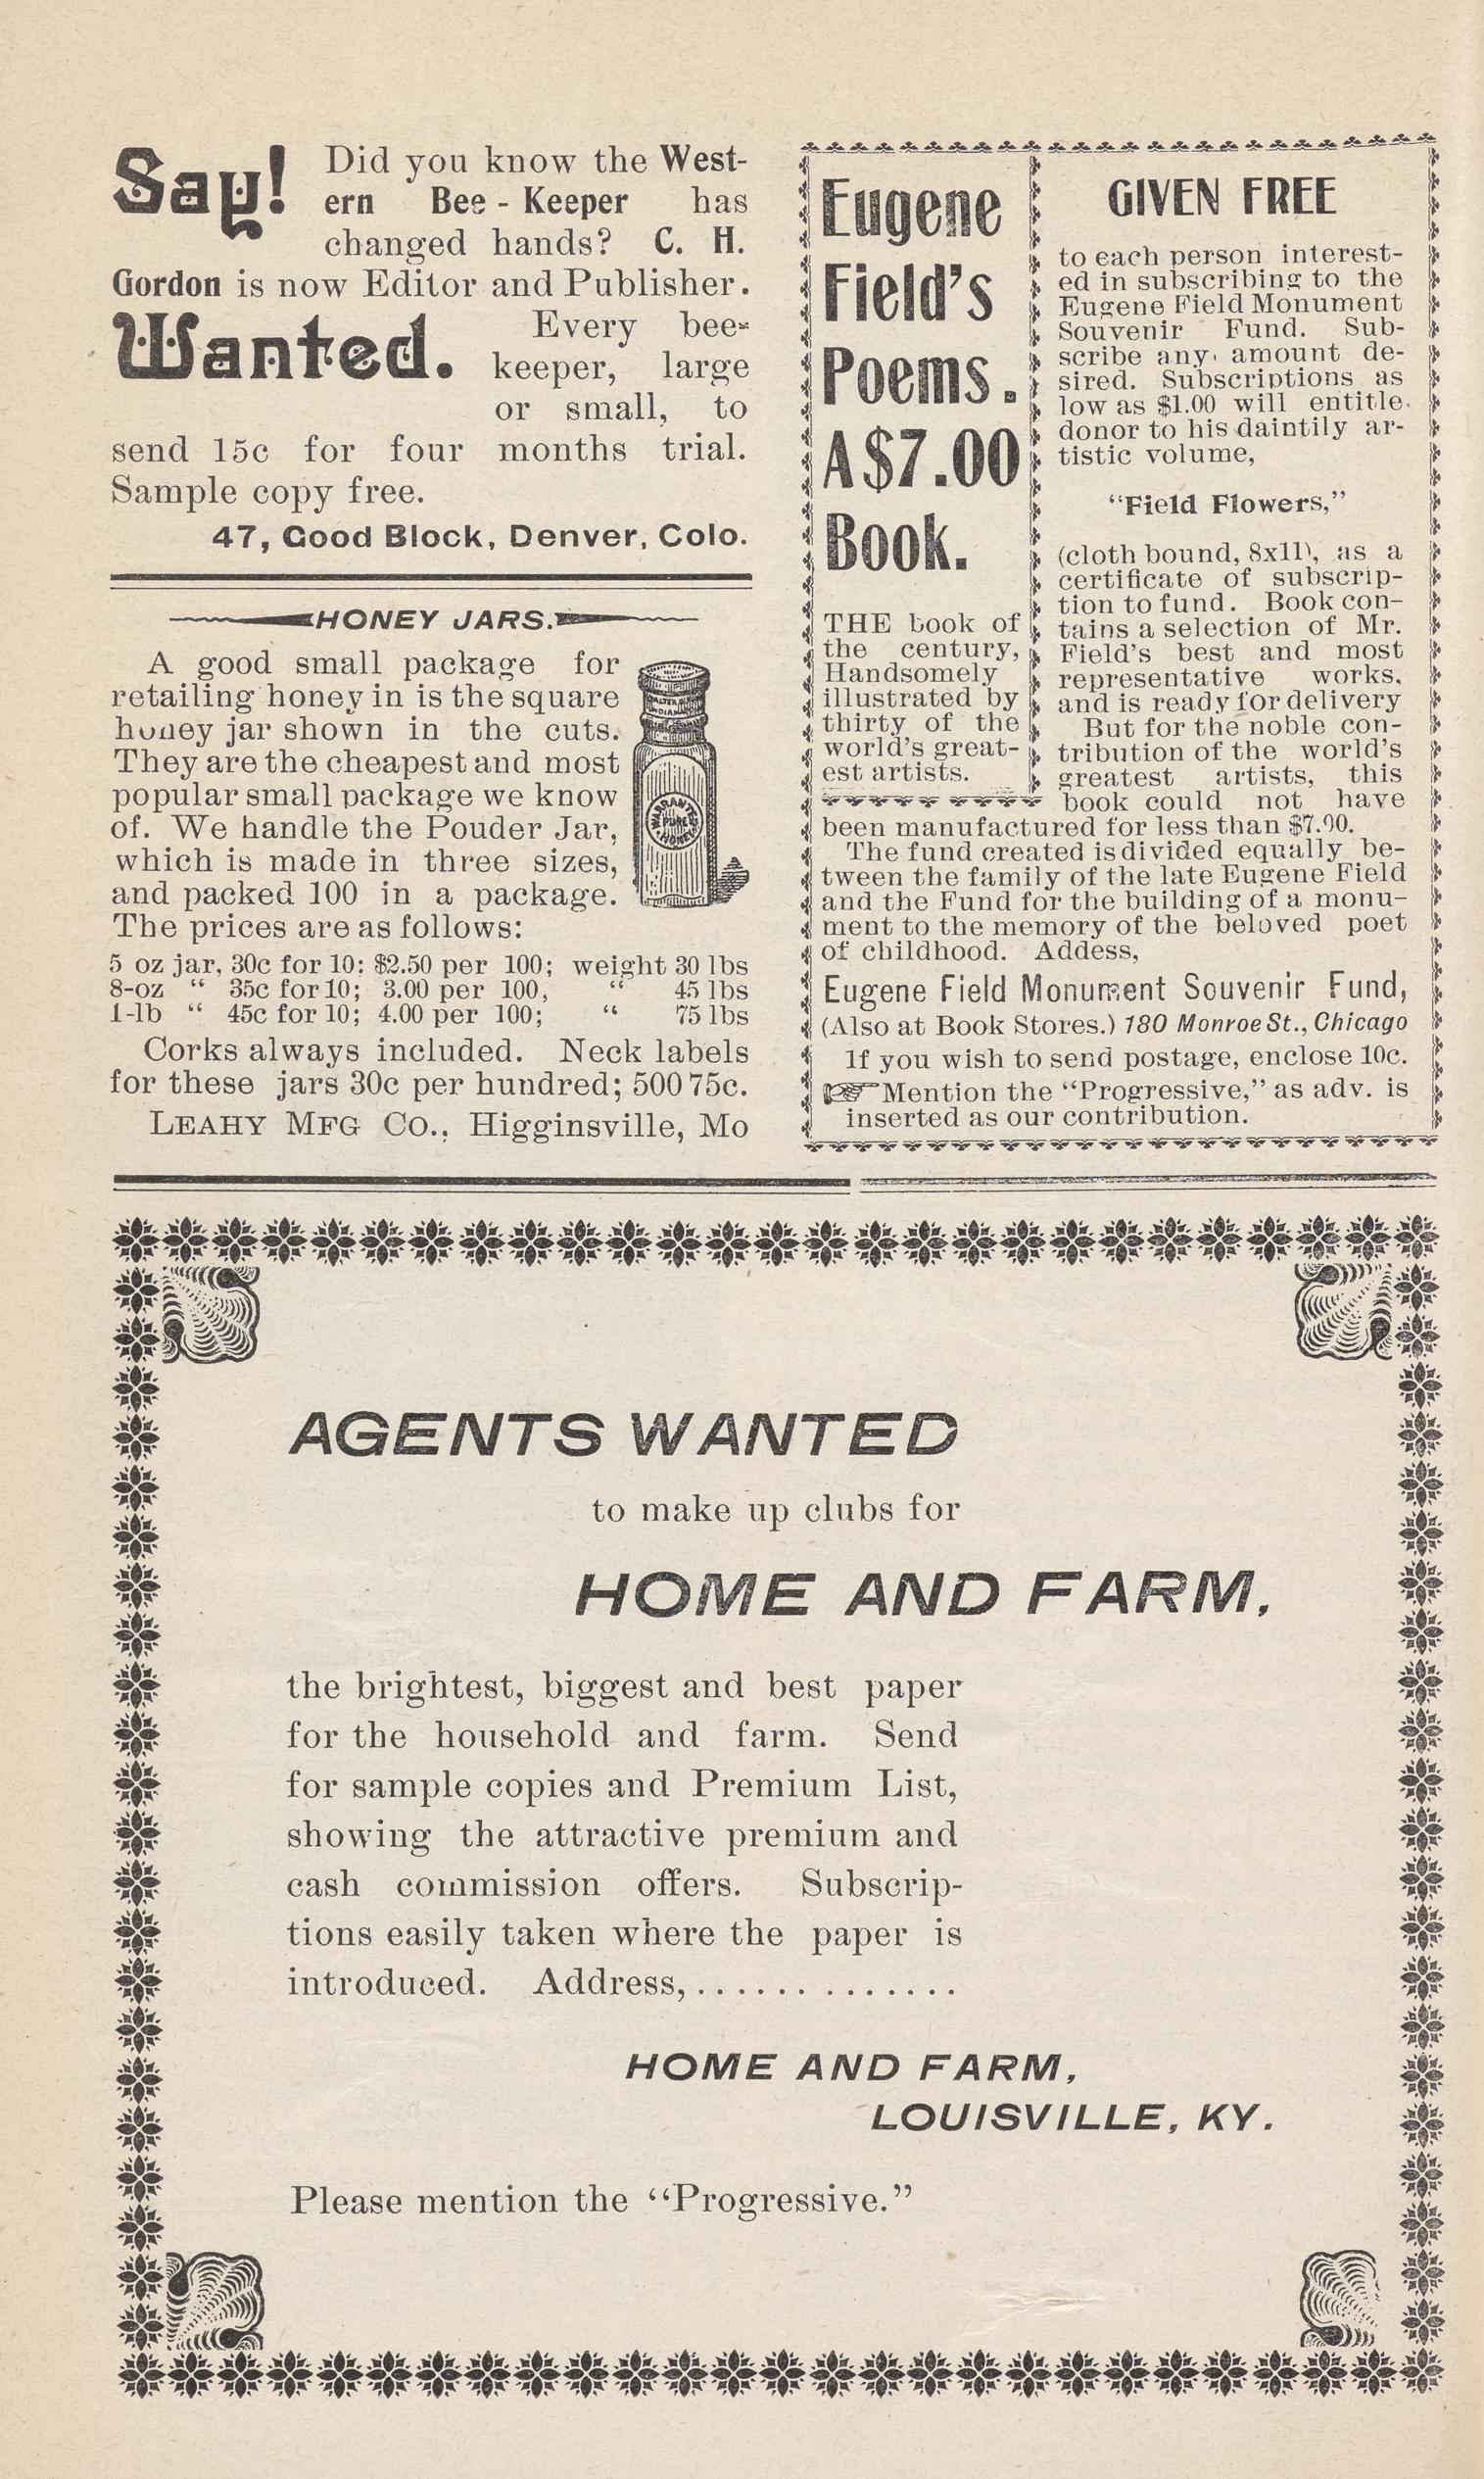 Say! Did you know the West-
ern Bee - Keeper has
changed hands? C. H.
Gordon is now Editor and Publisher.
Wanted. Every bee-
keeper, large
or small, to
send 15c for four months trial.
Sample copy free.
47, Good Block, Denver, Colo.
HONEY JARS.
A good small package for
retailing honey in is the square
honey jar shown in the cuts.
They are the cheapest and most
popular small package we know
of. We handle the Pouder Jar,
which is made in three sizes,
and packed 100 in a package.
The prices are as follows:
5 oz jar, 30c for 10; $2.50 per 100; weight 30 lbs
8-oz “ 35c for 10; 3.00 per 100, “ 45 lbs
1-lb “ 45c for 10; 4.00 per 100; “ 75 lbs
Corks always included. Neck labels
for these jars 30c per hundred; 500 75c.
LEAHY MFG CO., Higginsville, Mo
WARRANTED
PURE
HONEY
Eugene
Field's
Poems.
A $7.00
Book.
THE book of
the century,
Handsomely
illustrated by
thirty of the
world's great-
est artists.
GIVEN FREE
to each person interest-
ed in subscribing to the
Eugene Field Monument
Souvenir Fund. Sub-
scribe any amount de-
sired. Subscriptions as
low as $1.00 will entitle
donor to his daintily ar-
tistic volume,
“Field Flowers,”
(cloth bound, 8x11), as a
certificate of subscrip-
tion to fund. Book con-
tains a selection of Mr.
Field's best and most
representative works.
and is ready for delivery
But for the noble con-
tribution of the world's
greatest artists, this
book could not have
been manufactured for less than $7.00.
The fund created is divided equally be-
tween the family of the late Eugene Field
and the Fund for the building of a monu-
ment to the memory of the beloved poet
of childhood. Addess,
Eugene Field Monument Souvenir Fund,
(Also at Book Stores.) 180 Monroe St., Chicago
If you wish to send postage, enclose 10c.
☞Mention the “Progressive,” as adv. is
inserted as our contribution.
AGENTS WANTED
to make up clubs for
HOME AND FARM,
the brightest, biggest and best paper
for the household and farm. Send
for sample copies and Premium List,
showing the attractive premium and
cash commission offers. Subscrip-
tions easily taken where the paper is
introduced. Address, . . . . . . . . . . . . .
HOME AND FARM,
LOUISVILLE, KY.
Please mention the “Progressive.”